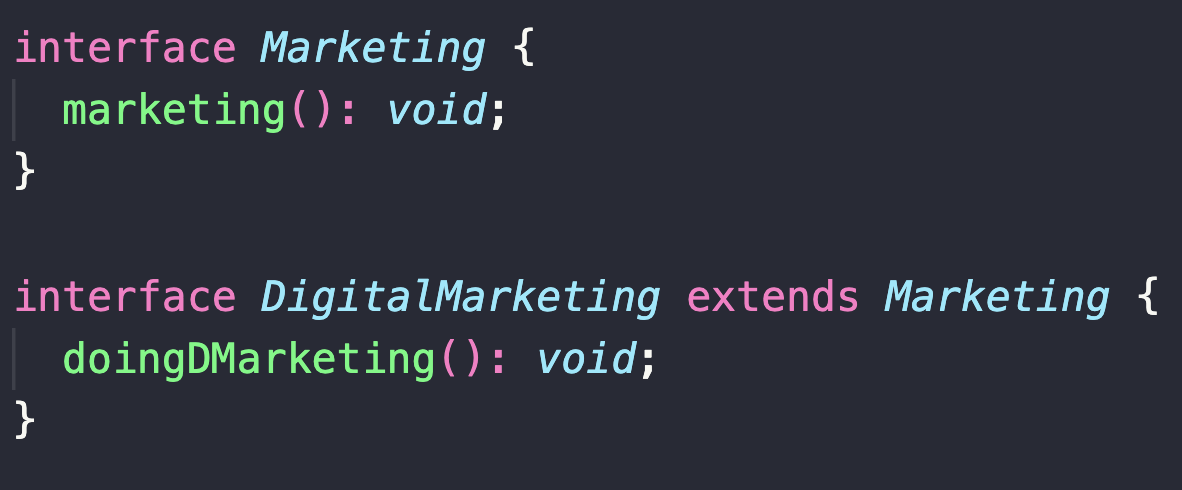 interface Marketing {
  marketing(): void;
}

interface DigitalMarketing extends Marketing {
  doingDMarketing(): void;
}